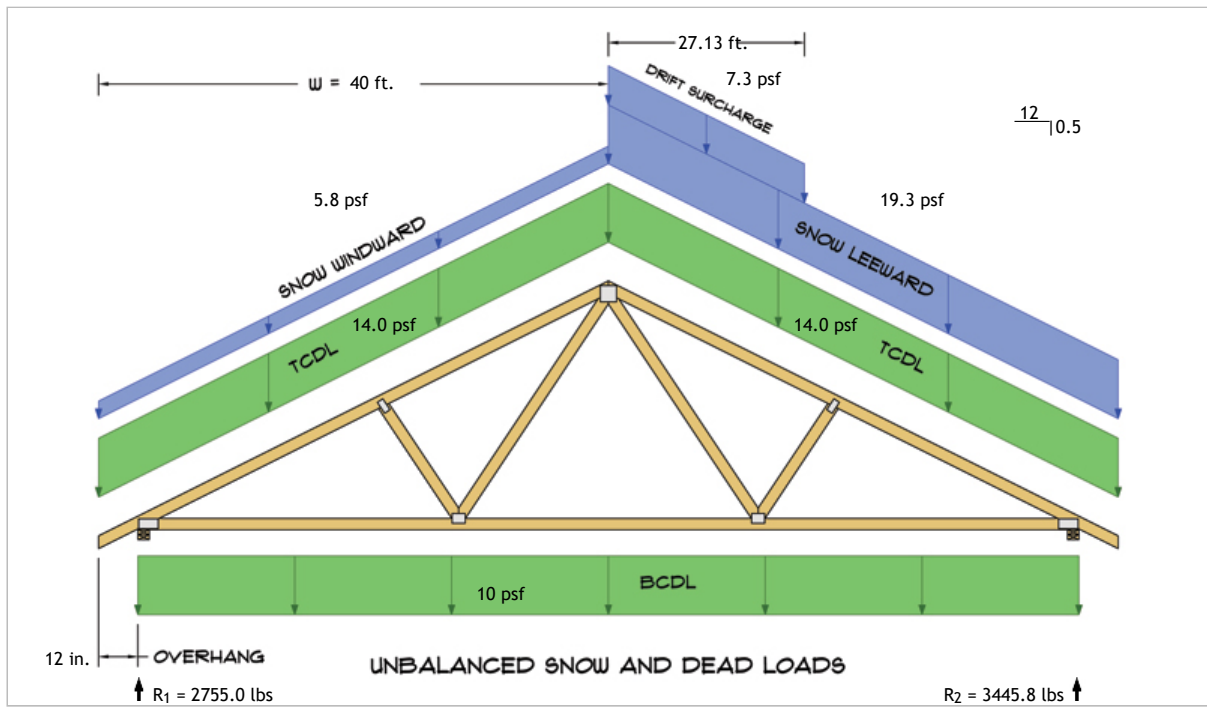 27.13 ft.
DRIFT SURCHARGE
7.3 psf
W = 40 ft.
12
0.5
5.8 psf
19.3 psf
SNOW WINDWARD
SNOW LEEWARD
14.0 psf
14.0 psf
TCDL
TCDL
10 psf
BCDL
12 in.
OVERHANG
UNBALANCED SNOW AND DEAD LOADS
R1 = 2755.0 lbs
R2 = 3445.8 lbs